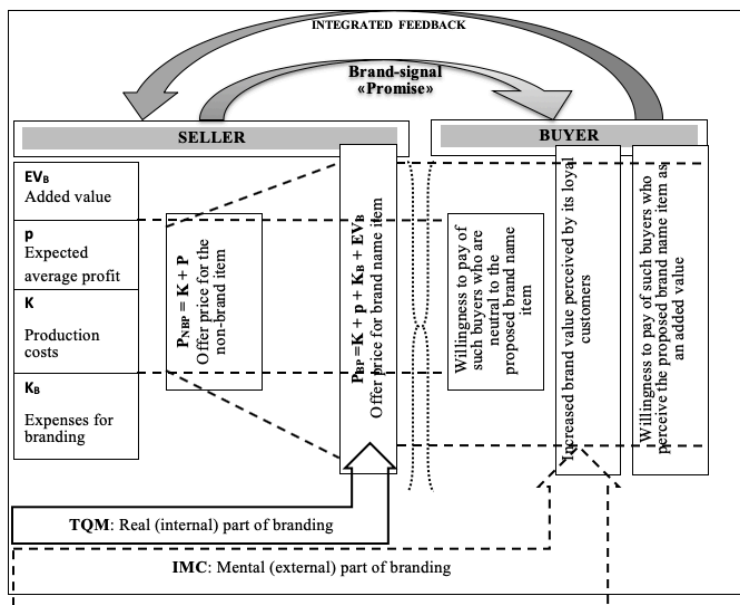 INTEGRATED FEEDBACK
Brand-signal
«Promise»
SELLER
BUYER
EVB
Added value
p
Expected
average profit
K
Production
costs
KB
Expenses for
branding
PNBP = K + P
Offer price for the
non-brand item
PBP =K + p + KB + EVB
Offer price for brand name item
Willingness to pay of
such buyers who are
neutral to the
proposed brand name
item
Increased brand value perceived by its loyal
customers
Willingness to pay of such buyers who
perceive the proposed brand name item as
an added value
TQM: Real (internal) part of branding
IMC: Mental (external) part of branding